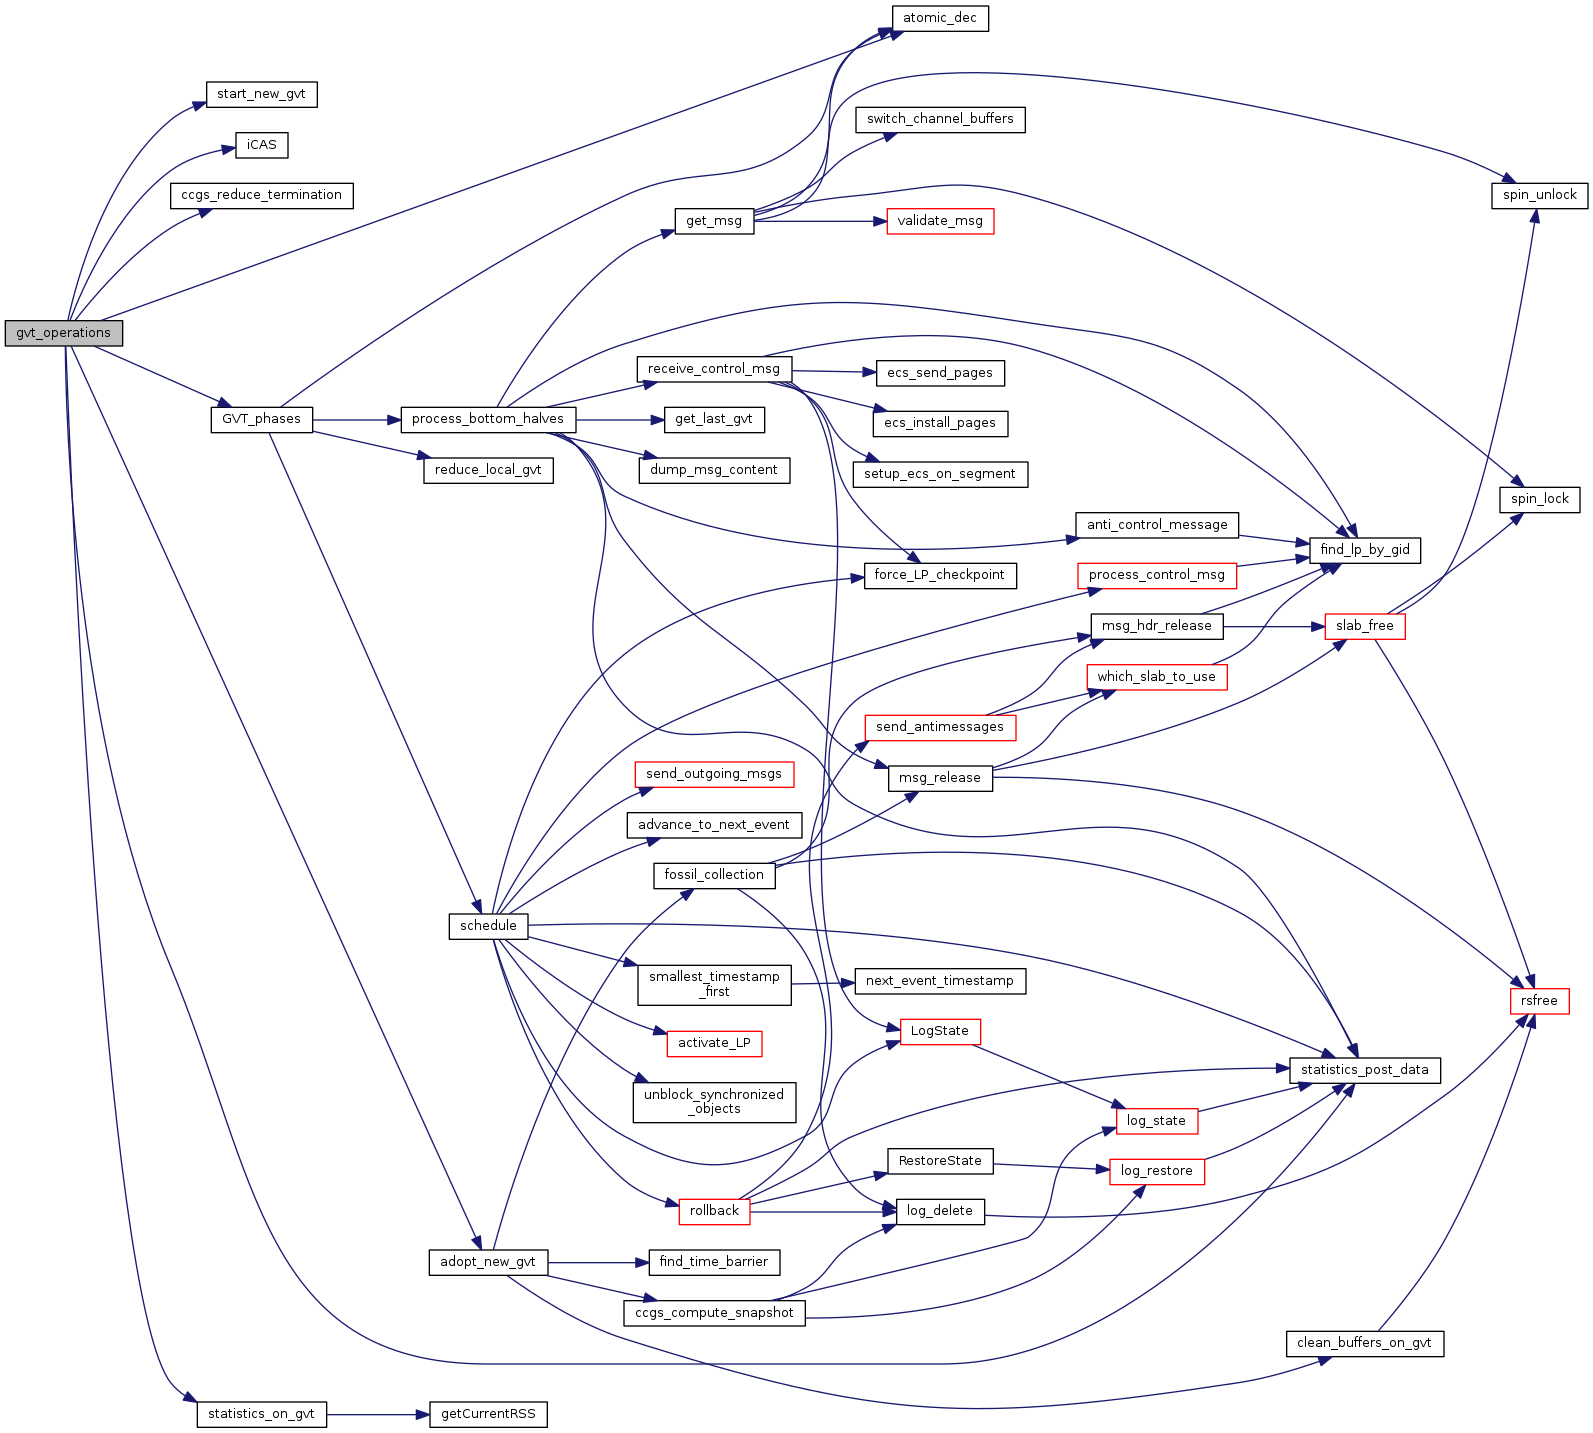 atomic_dec
start_new_gvt
switch_channel_buffers
iCAS
ccgs_reduce_termination
spin_unlock
get_msg
validate_msg
gvt_operations
receive_control_msg
ecs_send_pages
GVT_phases
process_bottom_halves
get_last_gvt
ecs_install_pages
reduce_local_gvt
dump_msg_content
setup_ecs_on_segment
spin_lock
anti_control_message
find_lp_by_gid
force_LP_checkpoint
process_control_msg
msg_hdr_release
slab_free
which_slab_to_use
send_antimessages
send_outgoing_msgs
msg_release
advance_to_next_event
fossil_collection
schedule
smallest_timestamp
_first
next_event_timestamp
rsfree
LogState
activate_LP
statistics_post_data
unblock_synchronized
_objects
log_state
RestoreState
log_restore
rollback
log_delete
adopt_new_gvt
find_time_barrier
ccgs_compute_snapshot
clean_buffers_on_gvt
statistics_on_gvt
getCurrentRSS